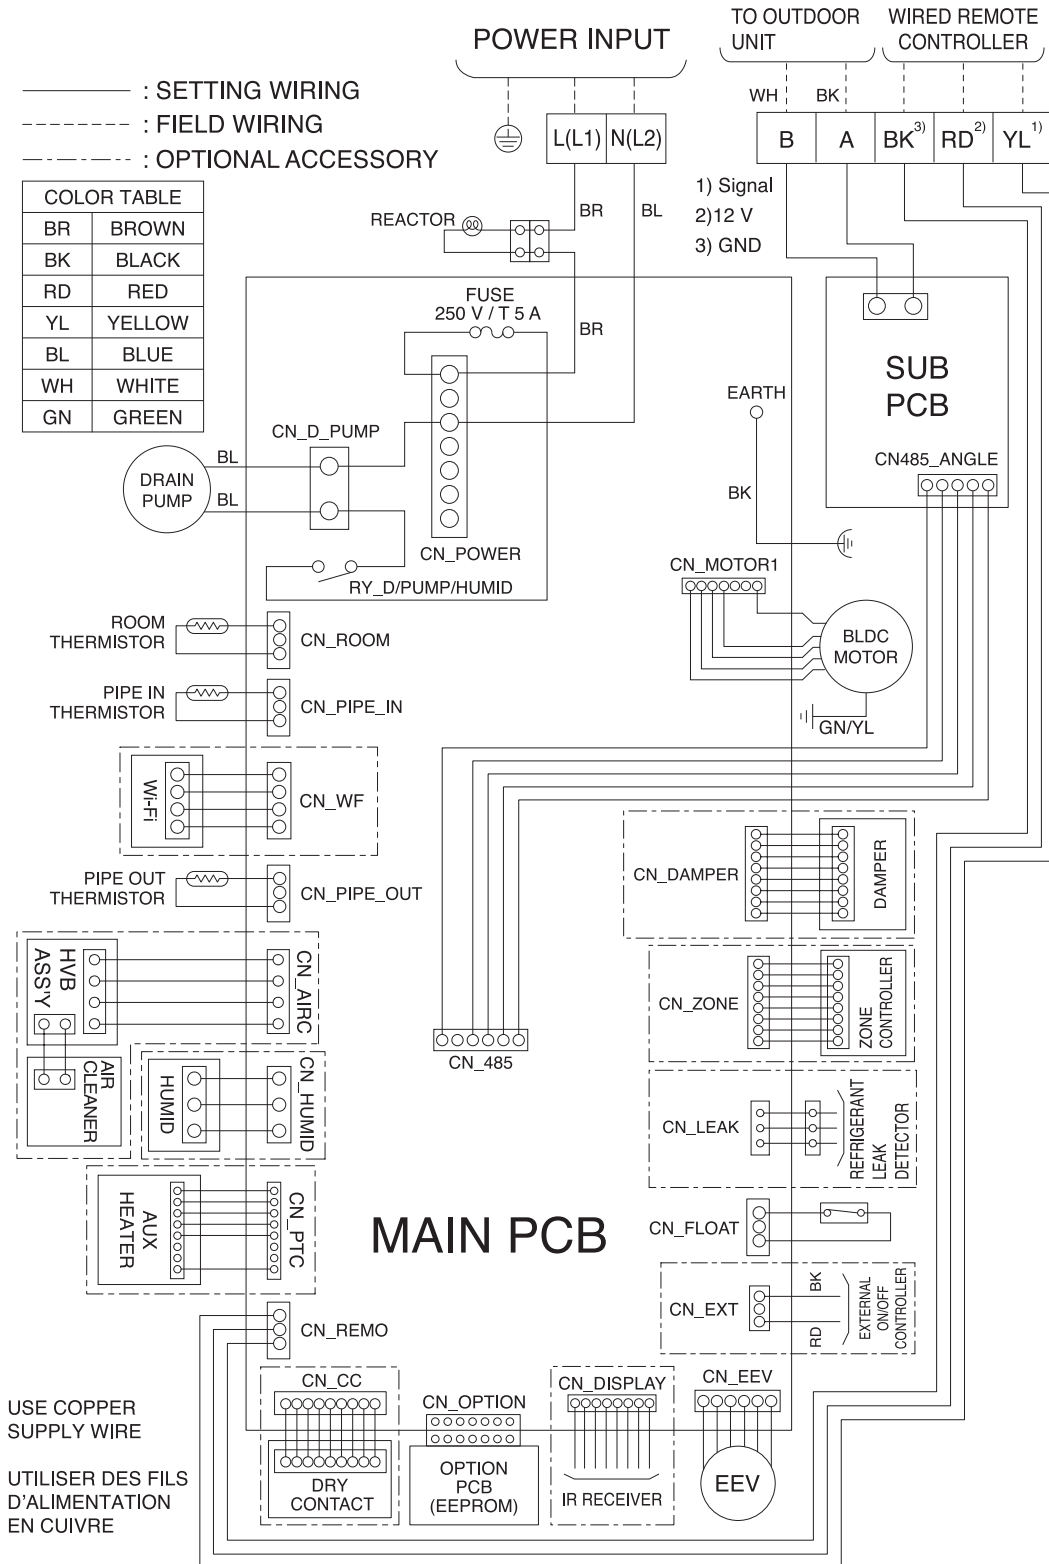 POWER INPUT
TO OUTDOOR
UNIT
WIRED REMOTE
CONTROLLER
: SETTING WIRING
: FIELD WIRING
: OPTIONAL ACCESSORY
WH
BK
L(L1)
N(L2)
B
A
BK3)
RD2)
YL1)
1) Signal
2)12 V
3) GND
COLOR TABLE
BR BROWN
BK BLACK
RD RED
YL YELLOW
BL BLUE
WH WHITE
GN GREEN
REACTOR
BR
BL
FUSE
250 V / T 5 A
BR
SUB
PCB
EARTH
BK
CN485_ANGLE
CN_D_PUMP
DRAIN
PUMP
BL
BL
CN_POWER
RY_D/PUMP/HUMID
CN_MOTOR1
BLDC
MOTOR
GN/YL
ROOM
THERMISTOR
CN_ROOM
PIPE IN
THERMISTOR
CN_PIPE_IN
Wi-Fi
CN_WF
PIPE OUT
THERMISTOR
CN_PIPE_OUT
CN_DAMPER
DAMPER
HVB
ASS'Y
CN_AIRC
CN_ZONE
ZONE
CONTROLLER
CN_485
AIR
CLEANER
HUMID
CN_HUMID
CN_LEAK
REFRIGERANT
LEAK
DETECTOR
AUX
HEATER
CN_PTC
MAIN PCB
CN_FLOAT
CN_EXT
BK
RD
EXTERNAL
ON/OFF
CONTROLLER
CN_REMO
CN_CC
DRY
CONTACT
CN_OPTION
OPTION
PCB
(EEPROM)
CN_DISPLAY
IR RECEIVER
CN_EEV
EEV
USE COPPER
SUPPLY WIRE
UTILISER DES FILS
D'ALIMENTATION
EN CUIVRE